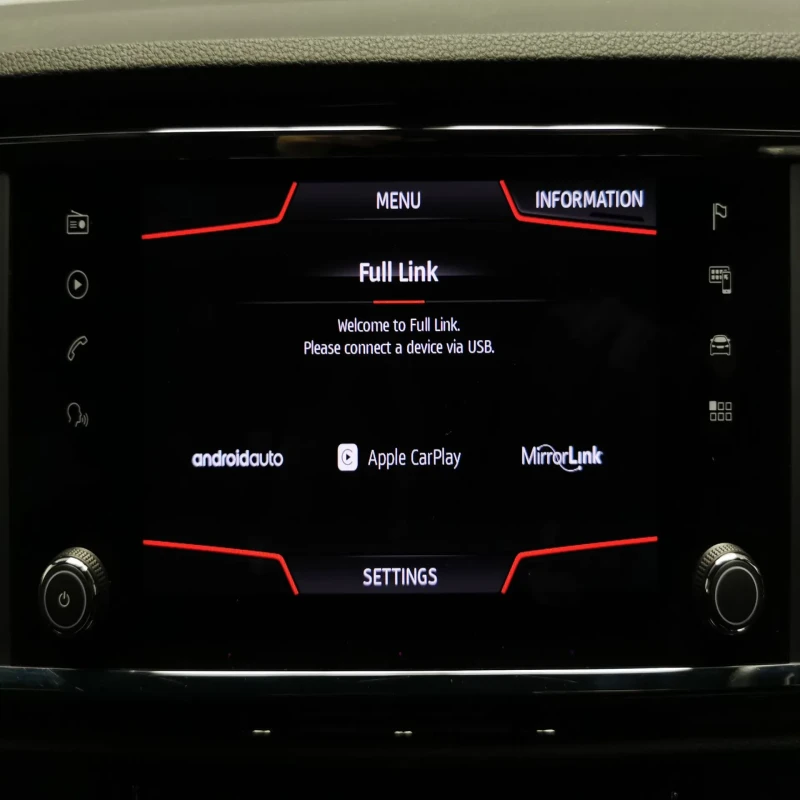 MENU
INFORMATION
Full Link
Welcome to Full Link.
Please connect a device via USB.
androidauto
Apple CarPlay
MirrorLink
SETTINGS